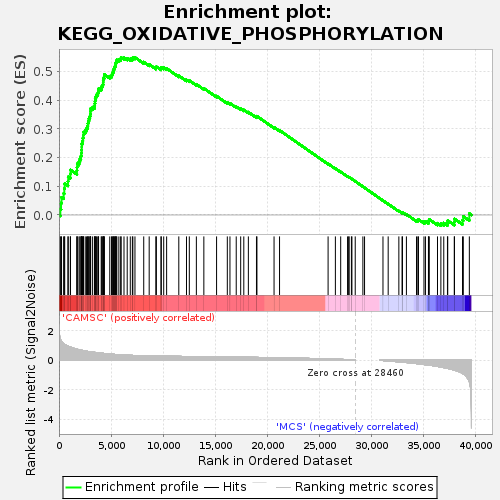 Enrichment plot:
KEGG_OXIDATIVE_PHOSPHORYLATION
Enrichment score (ES)
0.5
0.4
0.3
0.2
0.1
0.0
'CAMSC' (positively correlated)
Ranked list metric (Signal2Noise)
2
0
-2
-4
Zero cross at 28460
'MCS' (negatively correlated)
0
5,000
10,000
15,000
20,000
25,000
30,000
35,000
40,000
Rank in Ordered Dataset
Enrichment profile
Hits
Ranking metric scores